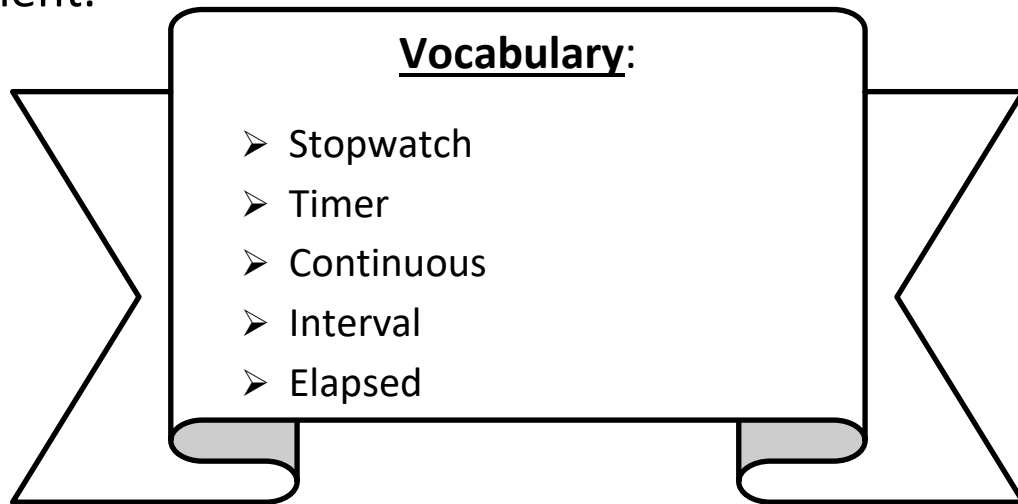 Vocabulary:
➢ Stopwatch
➢ Timer
➢ Continuous
➢ Interval
➢ Elapsed